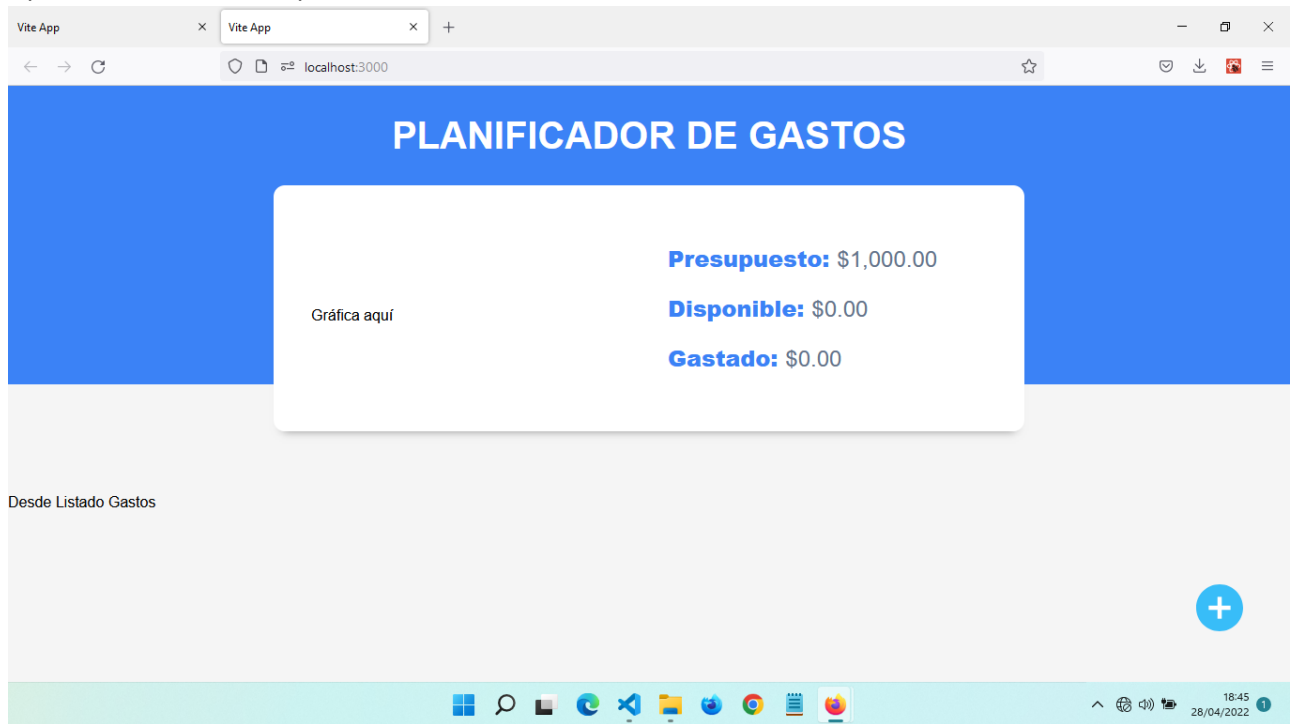 Vite App
Vite App
localhost:3000
PLANIFICADOR DE GASTOS
Presupuesto: $1,000.00
Gráfica aquí
Disponible: $0.00
Gastado: $0.00
Desde Listado Gastos
18:45
28/04/2022
1